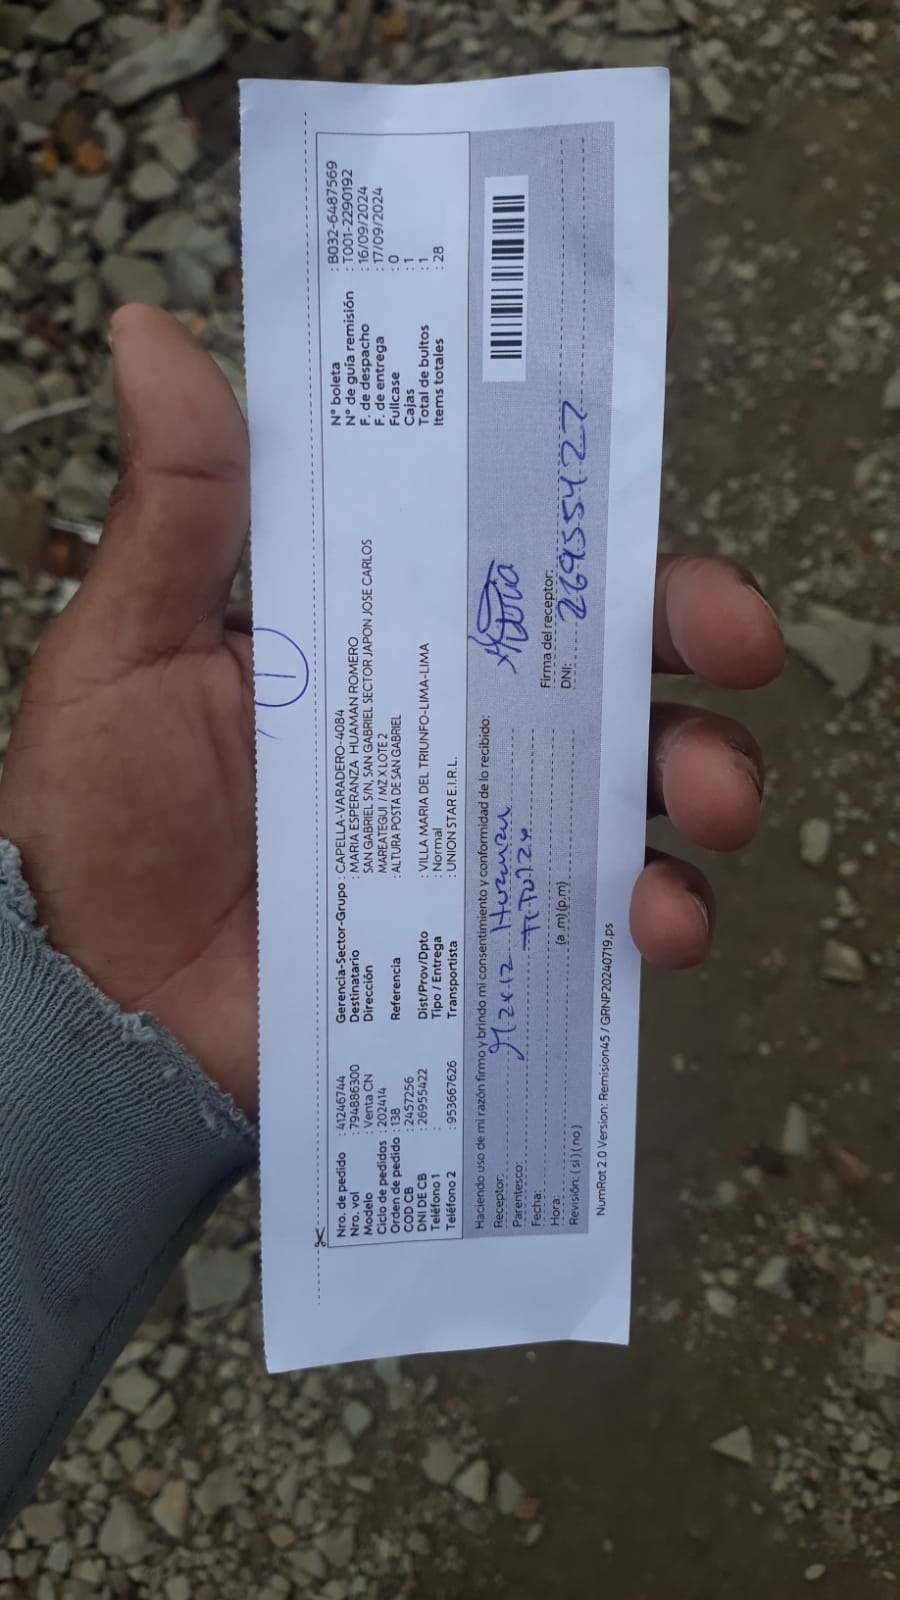 Nro. de pedido : 41246744
Nro. vol : 794886300
Modelo : Venta CN
Ciclo de pedidos : 202414
Orden de pedido : 138
COD CB : 2457256
DNI DE CB : 26955422
Teléfono 1 :
Teléfono 2 : 953667626
Gerencia-Sector-Grupo : CAPELLA-VARADERO-4084
Destinatario : MARIA ESPERANZA HUAMAN ROMERO
Dirección SAN GABRIEL S/N, SAN GABRIEL SECTOR JAPON JOSE CARLOS
MAREATEGUI / MZ X LOTE 2
Referencia : ALTURA POSTA DE SAN GABRIEL
Dist/Prov/Dpto : VILLA MARIA DEL TRIUNFO-LIMA-LIMA
Tipo / Entrega : Normal
Transportista : UNION STAR E.I.R.L.
N° boleta : B032-6487569
N° de guía remisión : T001-2290192
F. de despacho : 16/09/2024
F. de entrega : 17/09/2024
Fullcase : 0
Cajas : 1
Total de bultos : 1
Items totales : 28
Haciendo uso de mi razón firmo y brindo mi consentimiento y conformidad de lo recibido:
Receptor: Maria Huaman
Parentesco: Titular
Fecha:
Hora: (a .m) (p.m)
Revisión: ( si ) ( no )
Firma del receptor:
DNI: 26955427
NumRot 2.0 Version: Remision45 / GRNP20240719.ps